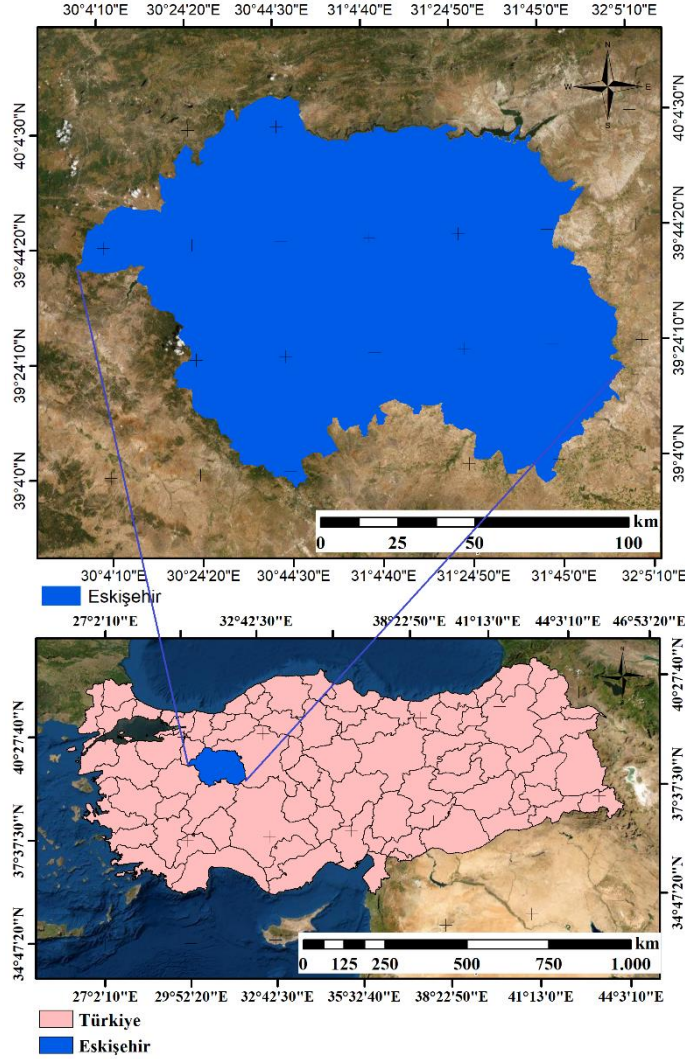 30°4'10"E 30°24'20"E 30°44'30"E 31°4'40"E 31°24'50"E 31°45'0"E 32°5'10"E
N
W E
S
40°4'30"N 40°4'30"N
39°44'20"N 39°44'20"N
39°24'10"N 39°24'10"N
39°4'0"N 39°4'0"N
km
0 25 50 100
30°4'10"E 30°24'20"E 30°44'30"E 31°4'40"E 31°24'50"E 31°45'0"E 32°5'10"E
Eskişehir
27°2'10"E 32°42'30"E 38°22'50"E 41°13'0"E 44°3'10"E 46°53'20"E
40°27'40"N 40°27'40"N
37°37'30"N 37°37'30"N
34°47'20"N 34°47'20"N
km
0 125 250 500 750 1.000
27°2'10"E 29°52'20"E 32°42'30"E 35°32'40"E 38°22'50"E 41°13'0"E 44°3'10"E
Türkiye
Eskişehir